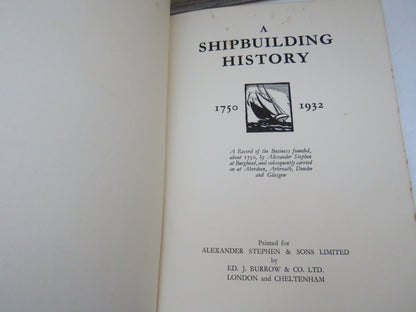 A
SHIPBUILDING
HISTORY
1750 1932
A Record of the Business founded,
about 1750, by Alexander Stephen
at Burghead, and subsequently carried
on at Aberdeen, Arbroath, Dundee
and Glasgow
Printed for
ALEXANDER STEPHEN & SONS LIMITED
by
ED. J. BURROW & CO. LTD.
LONDON and CHELTENHAM